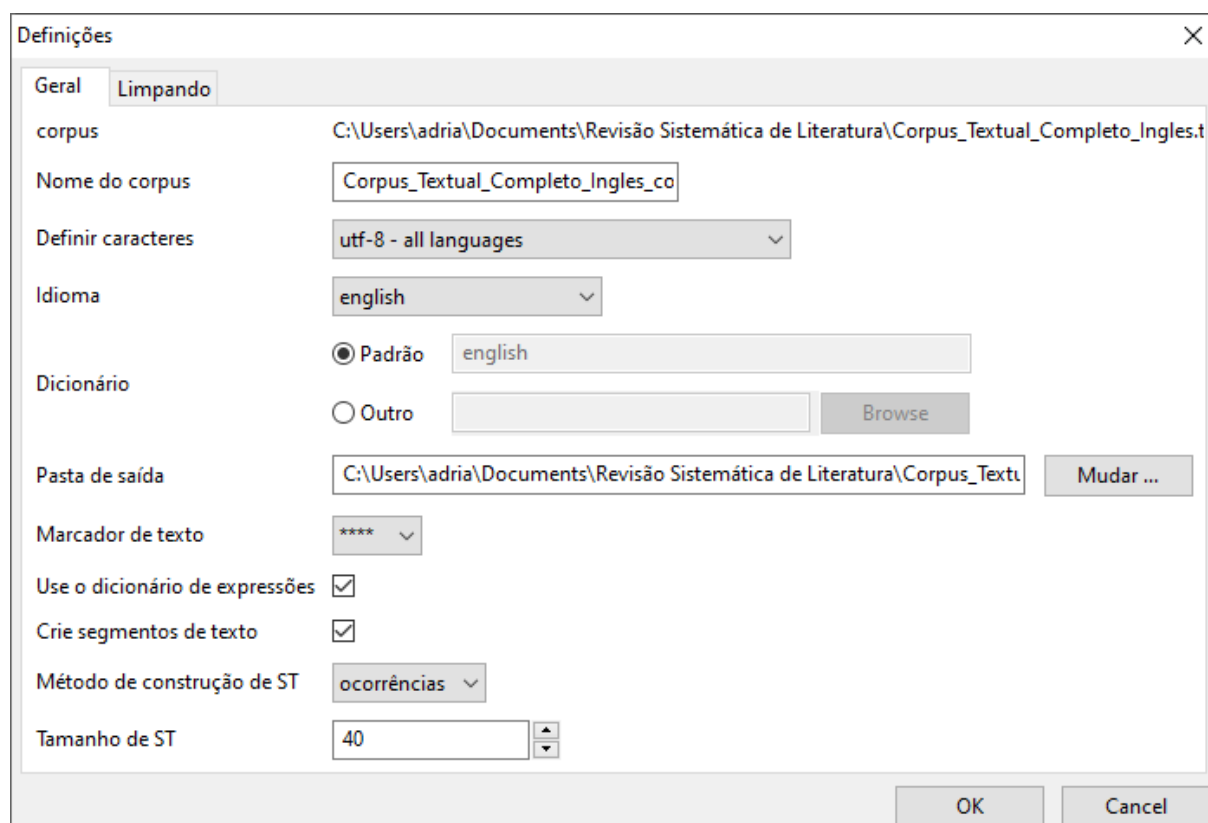 Definições
Geral Limpando
corpus C:\Users\adria\Documents\Revisão Sistemática de Literatura\Corpus_Textual_Completo_Ingles.t
Nome do corpus Corpus_Textual_Completo_Ingles_co
Definir caracteres utf-8 - all languages
Idioma english
Padrão english
Dicionário
Outro Browse
Pasta de saída C:\Users\adria\Documents\Revisão Sistemática de Literatura\Corpus_Textu Mudar ...
Marcador de texto ****
Use o dicionário de expressões
Crie segmentos de texto
Método de construção de ST ocorrências
Tamanho de ST 40
OK Cancel